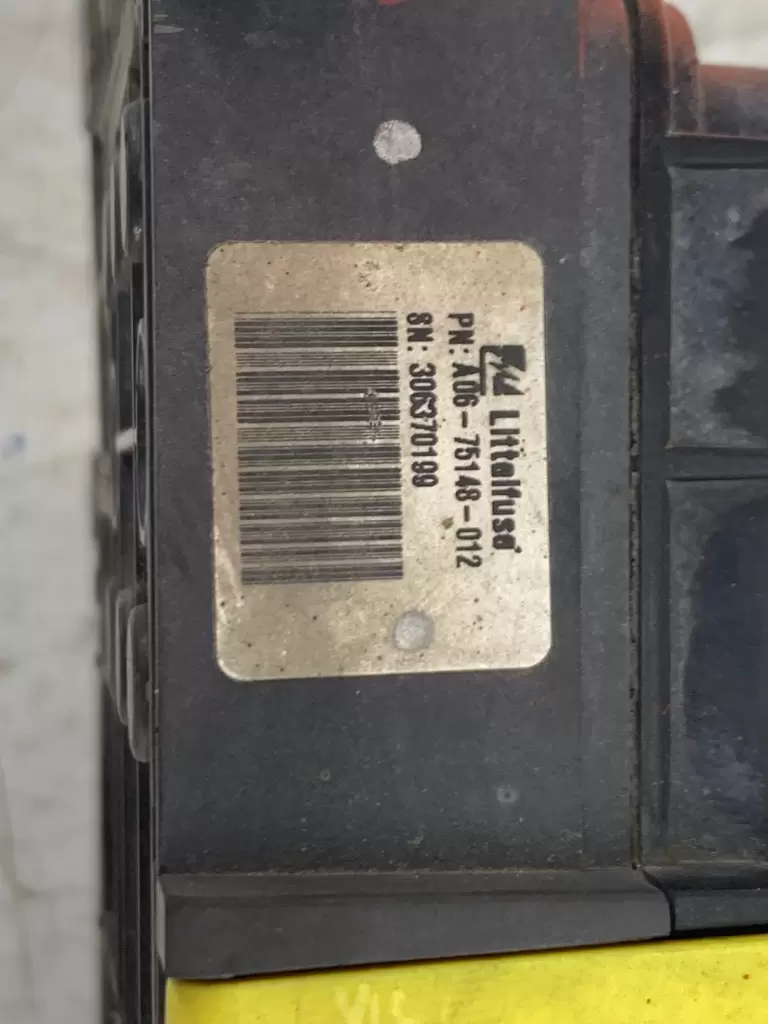 Littelfuse
PN: A06-75148-012
SN: 306370199